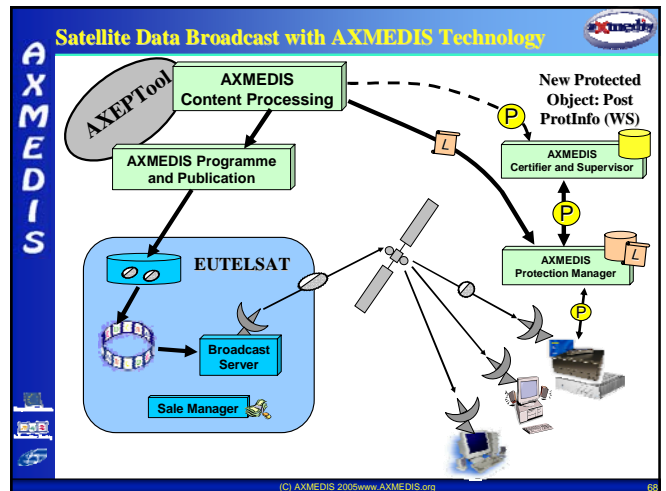 Satellite Data Broadcast with AXMEDIS Technology
axmedis
AXMEDIS
AXEPTool
AXMEDIS
Content Processing
New Protected
Object: Post
ProtInfo (WS)
P
L
AXMEDIS
Certifier and Supervisor
AXMEDIS Programme
and Publication
P
EUTELSAT
AXMEDIS
Protection Manager
L
P
Broadcast
Server
Sale Manager
(C) AXMEDIS 2005www.AXMEDIS.org
68